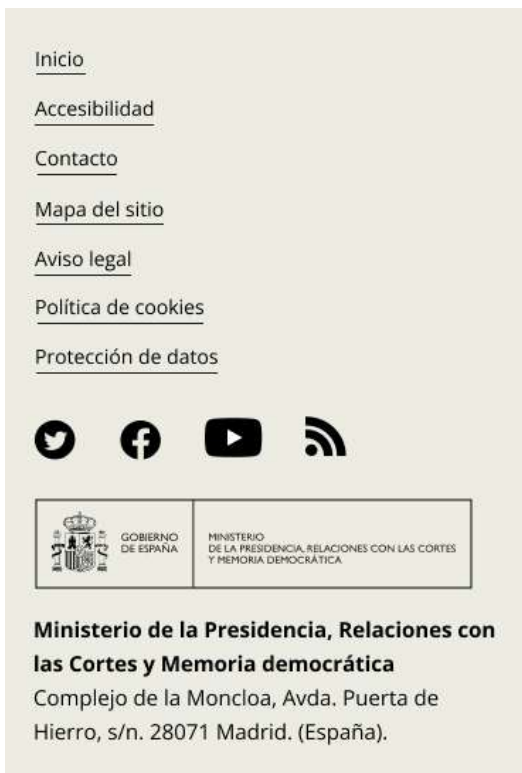 Inicio
Accesibilidad
Contacto
Mapa del sitio
Aviso legal
Política de cookies
Protección de datos
GOBIERNO
DE ESPAÑA
MINISTERIO
DE LA PRESIDENCIA, RELACIONES CON LAS CORTES
Y MEMORIA DEMOCRÁTICA
Ministerio de la Presidencia, Relaciones con
las Cortes y Memoria democrática
Complejo de la Moncloa, Avda. Puerta de
Hierro, s/n. 28071 Madrid. (España).